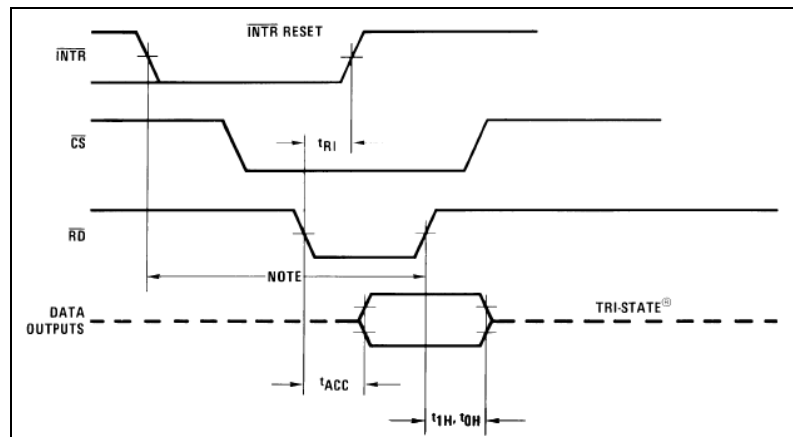 INTR RESET
INTR
tRI
CS
RD
NOTE
DATA
OUTPUTS
TRI-STATE®
tACC
t1H, t0H